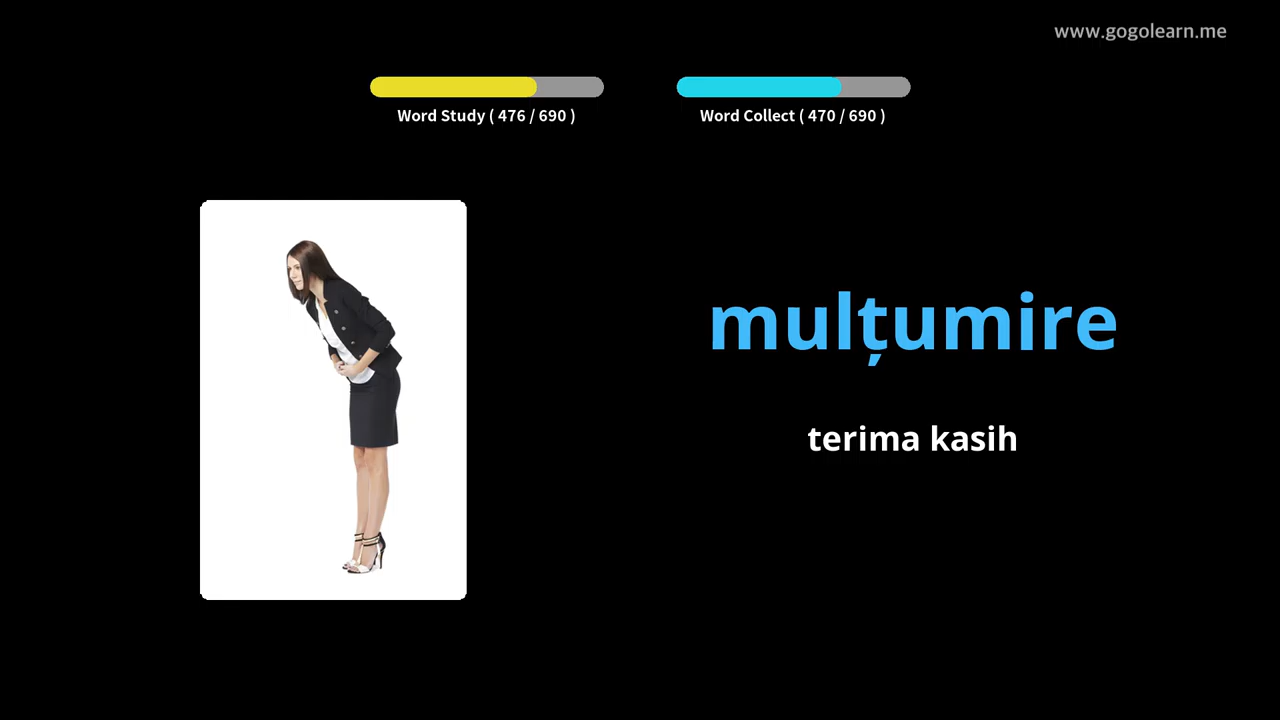 www.gogolearn.me
Word Study ( 476 / 690 )
Word Collect ( 470 / 690 )
mulțumire
terima kasih